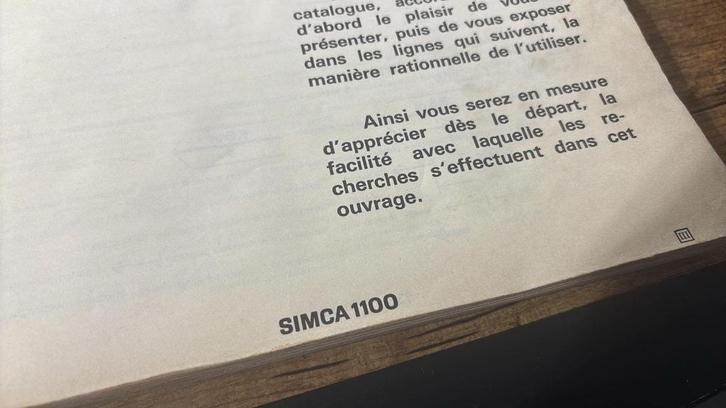 catalogue,
d'abord le plaisir de vous
présenter, puis de vous exposer
dans les lignes qui suivent, la
manière rationnelle de l'utiliser.
Ainsi vous serez en mesure
d'apprécier dès le départ, la
facilité avec laquelle les re-
cherches s'effectuent dans cet
ouvrage.
SIMCA 1100